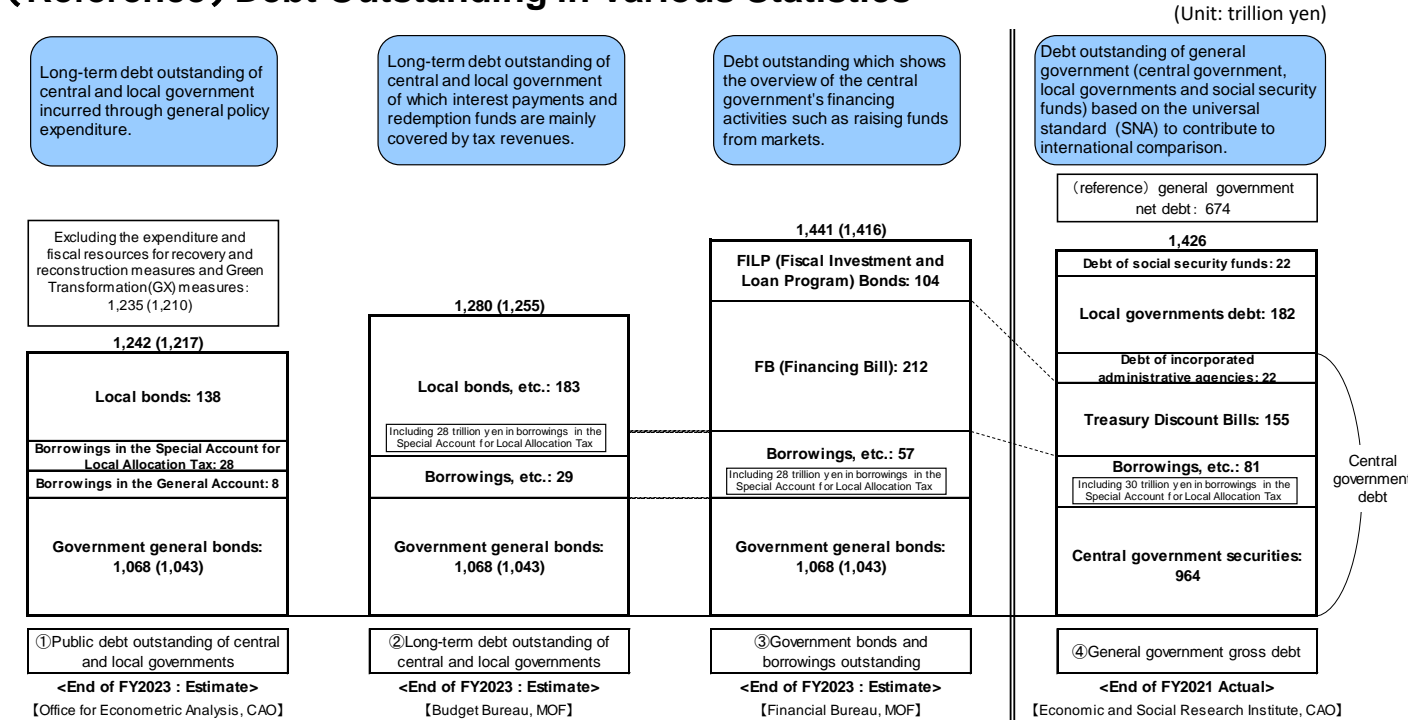 (Reference) Debt Outstanding in Various Statistics
(Unit: trillion yen)
Long-term debt outstanding of
central and local government
incurred through general policy
expenditure.
Excluding the expenditure and
fiscal resources for recovery and
reconstruction measures and Green
Transformation(GX) measures:
1,235 (1,210)
1,242 (1,217)
Local bonds: 138
Borrowings in the Special Account for
Local Allocation Tax: 28
Borrowings in the General Account: 8
Government general bonds:
1,068 (1,043)
①Public debt outstanding of central
and local governments
<End of FY2023 : Estimate>
【Office for Econometric Analysis, CAO】
Long-term debt outstanding of
central and local government
of which interest payments and
redemption funds are mainly
covered by tax revenues.
1,280 (1,255)
Local bonds, etc.: 183
Including 28 trillion yen in borrowings in the
Special Account for Local Allocation Tax
Borrowings, etc.: 29
Government general bonds:
1,068 (1,043)
②Long-term debt outstanding of
central and local governments
<End of FY2023 : Estimate>
【Budget Bureau, MOF】
Debt outstanding which shows
the overview of the central
government's financing
activities such as raising funds
from markets.
1,441 (1,416)
FILP (Fiscal Investment and
Loan Program) Bonds: 104
FB (Financing Bill): 212
Borrowings, etc.: 57
Including 28 trillion yen in borrowings in the
Special Account for Local Allocation Tax
Government general bonds:
1,068 (1,043)
③Government bonds and
borrowings outstanding
<End of FY2023 : Estimate>
【Financial Bureau, MOF】
Debt outstanding of general
government (central government,
local governments and social security
funds) based on the universal
standard (SNA) to contribute to
international comparison.
(reference) general government
net debt: 674
1,426
Debt of social security funds: 22
Local governments debt: 182
Debt of incorporated
administrative agencies: 22
Treasury Discount Bills: 155
Borrowings, etc.: 81
Including 30 trillion yen in borrowings in the
Special Account for Local Allocation Tax
Central government securities:
964
Central
government
debt
④General government gross debt
<End of FY2021 Actual>
【Economic and Social Research Institute, CAO】